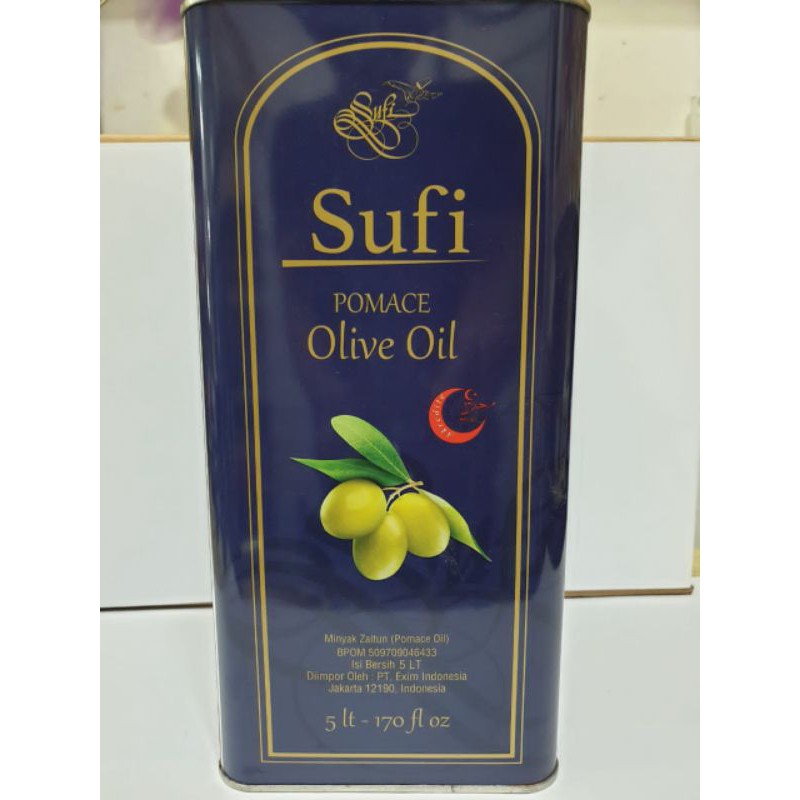 Sufi
Sufi
POMACE
Olive Oil
Minyak Zaitun (Pomace Oil)
BPOM 509709046433
Isi Bersih 5 LT
Diimpor Oleh : PT. Exim Indonesia
Jakarta 12190, Indonesia
5 lt - 170 fl oz